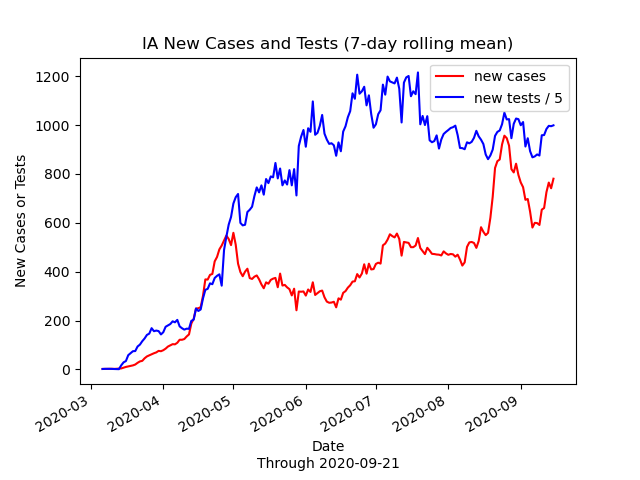 IA New Cases and Tests (7-day rolling mean)
new cases
new tests / 5
New Cases or Tests
1200
1000
800
600
400
200
0
2020-03
2020-04
2020-05
2020-06
2020-07
2020-08
2020-09
Date
Through 2020-09-21